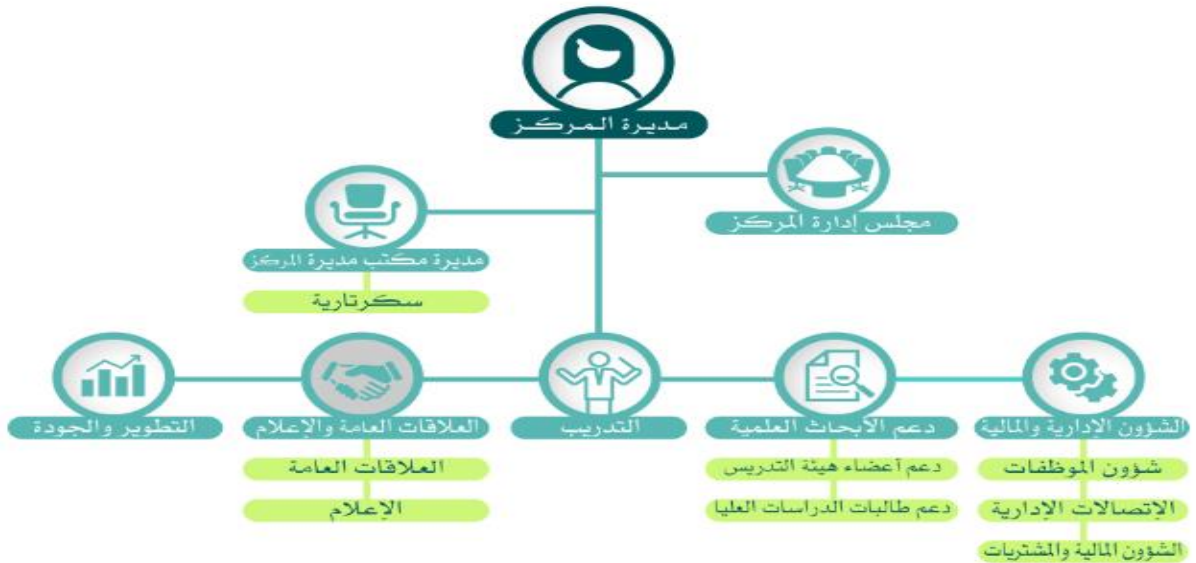 مديرة المركز
مجلس إدارة المركز
مديرة مكتب مديرة المركز
سكرتارية
الشؤون الإدارية والمالية
دعم الأبحاث العلمية
التدريب
العلاقات العامة والإعلام
التطوير والجودة
شؤون الموظفات
دعم أعضاء هيئة التدريس
العلاقات العامة
الإتصالات الإدارية
دعم طالبات الدراسات العليا
الإعلام
الشؤون المالية والمشتريات